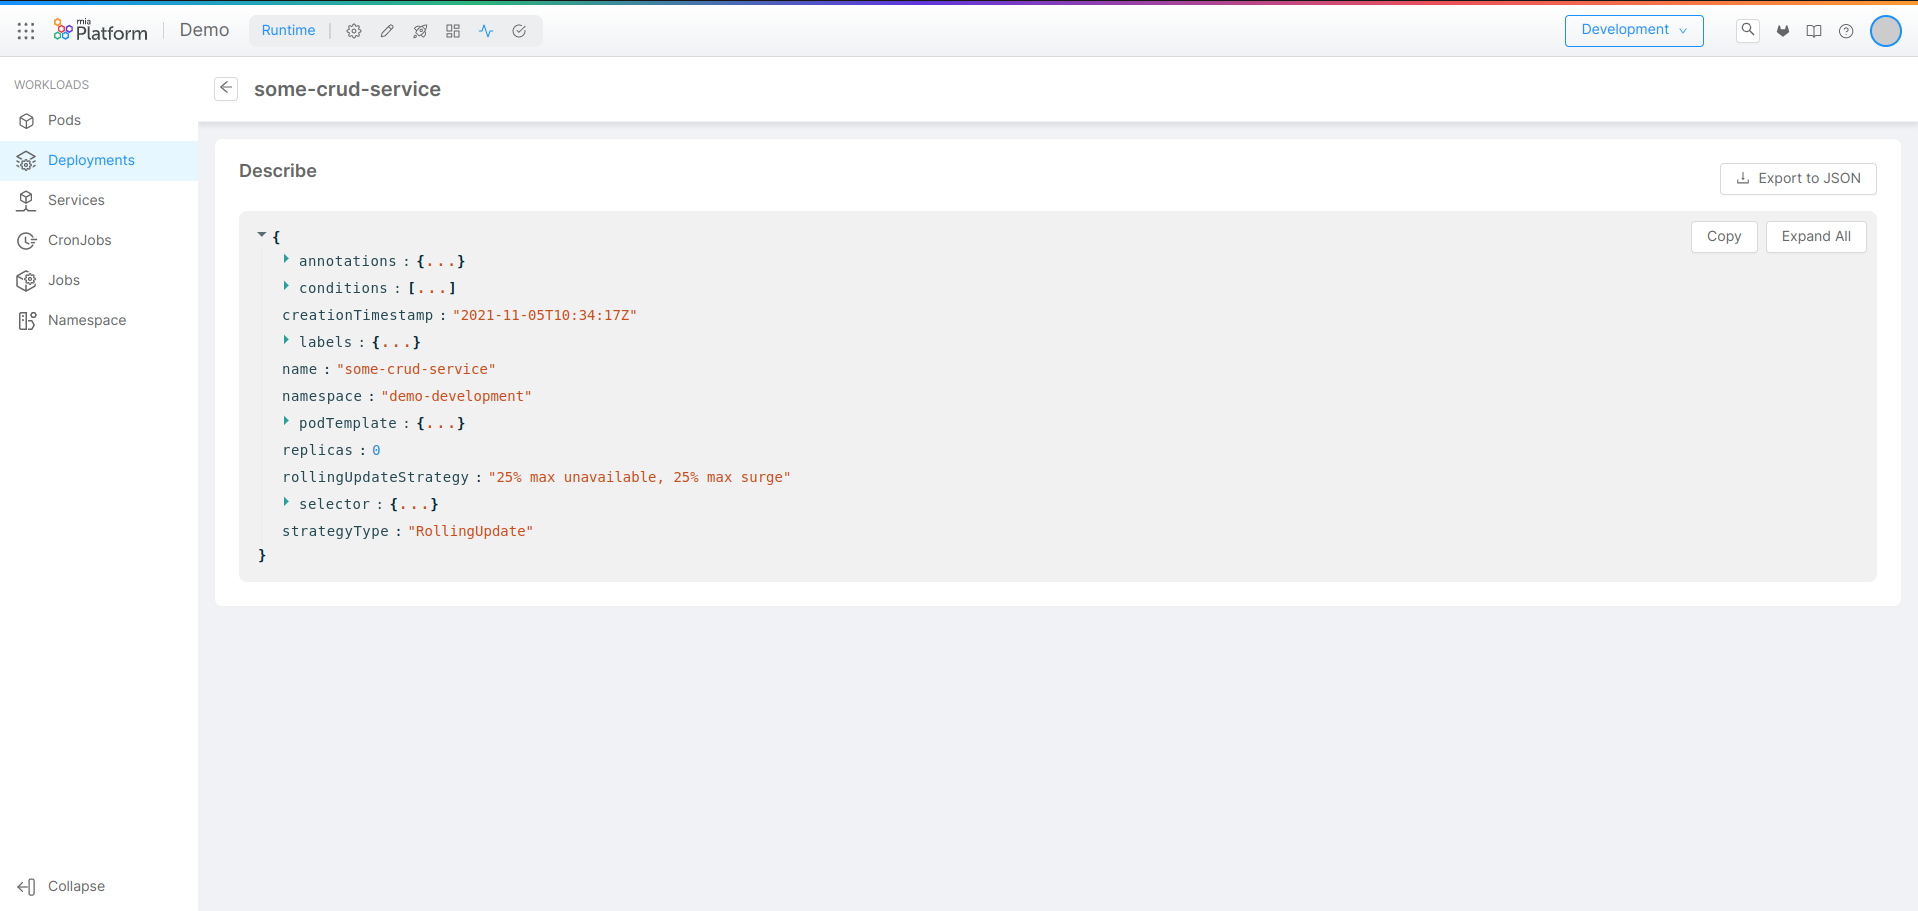 mia Platform
Demo
Runtime
Development
WORKLOADS
Pods
Deployments
Services
CronJobs
Jobs
Namespace
Collapse
some-crud-service
Describe
Export to JSON
Copy
Expand All
{
annotations : {...}
conditions : [...]
creationTimestamp : "2021-11-05T10:34:17Z"
labels : {...}
name : "some-crud-service"
namespace : "demo-development"
podTemplate : {...}
replicas : 0
rollingUpdateStrategy : "25% max unavailable, 25% max surge"
selector : {...}
strategyType : "RollingUpdate"
}